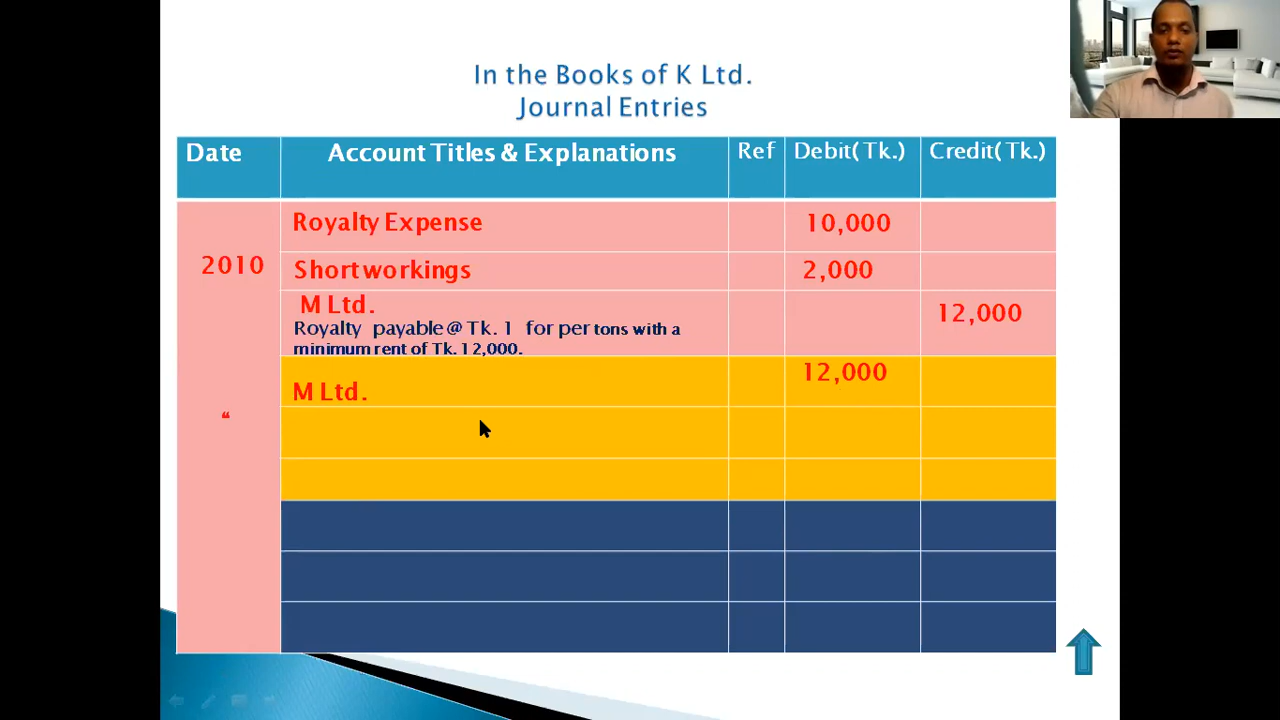 In the Books of K Ltd.
Journal Entries
Date Account Titles & Explanations Ref Debit(Tk.) Credit(Tk.)
Royalty Expense 10,000
2010
Shortworkings 2,000
M Ltd. 12,000
Royalty payable@ Tk. 1 for per tons with a
minimum rent of Tk. 12,000.
M Ltd. 12,000
“